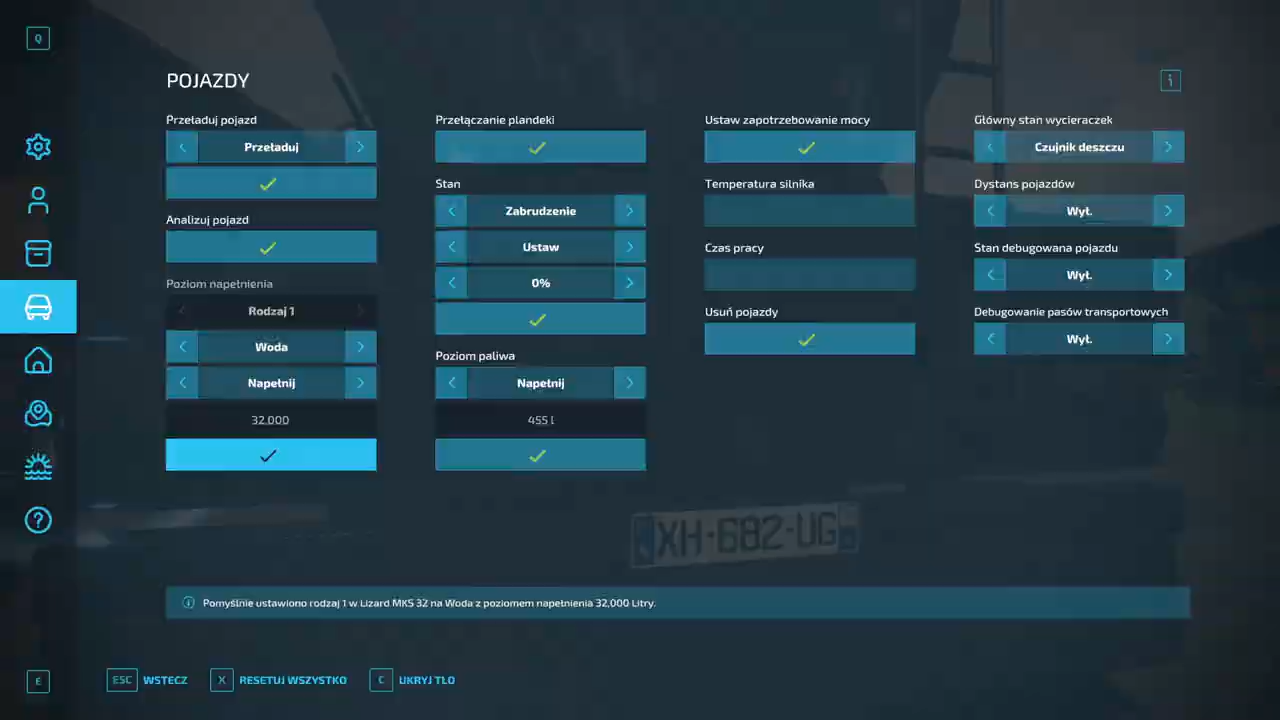 Q
POJAZDY
i
Przeładuj pojazd
Przeładuj
Analizuj pojazd
Poziom napełnienia
Rodzaj 1
Woda
Napełnij
32,000
Przełączanie plandeki
Stan
Zabrudzenie
Ustaw
0%
Poziom paliwa
Napełnij
455 l
Ustaw zapotrzebowanie mocy
Temperatura silnika
Czas pracy
Usuń pojazdy
Główny stan wycieraczek
Czujnik deszczu
Dystans pojazdów
Wył.
Stan debugowana pojazdu
Wył.
Debugowanie pasów transportowych
Wył.
XH-682-UG
Pomyślnie ustawiono rodzaj 1 w Lizard MKS 32 na Woda z poziomem napełnienia 32,000 Litry.
E
ESC WSTECZ X RESETUJ WSZYSTKO C UKRYJ TŁO